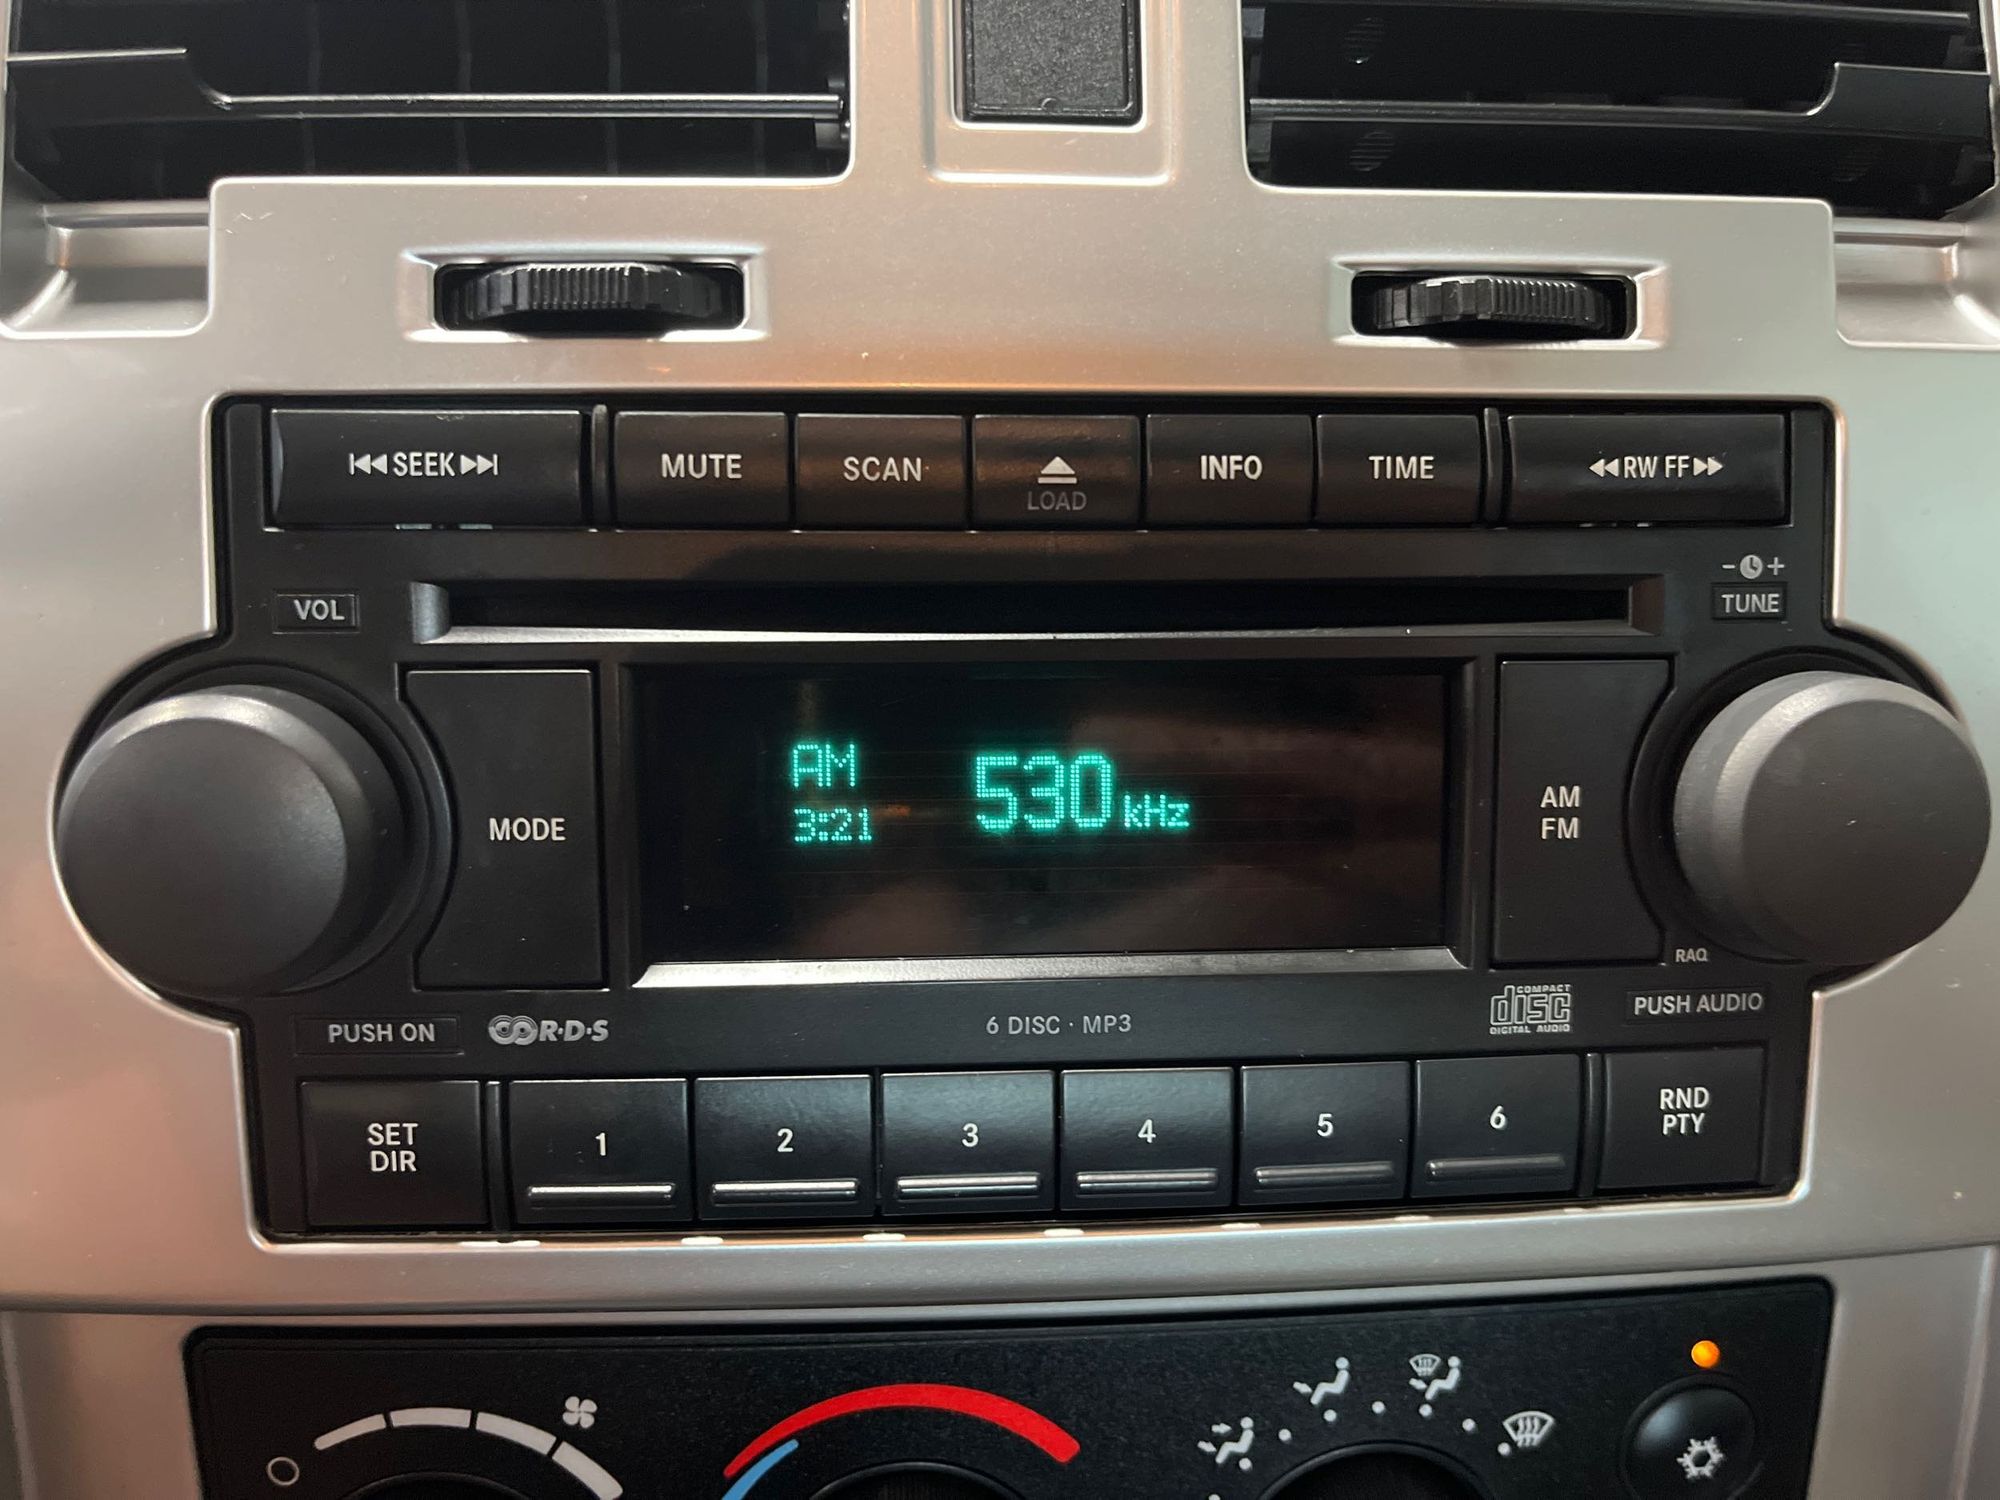 SEEK
MUTE
SCAN
LOAD
INFO
TIME
RW FF
VOL
- +
TUNE
MODE
AM
3:21
530 kHz
AM
FM
RAQ
PUSH ON
R·D·S
6 DISC · MP3
COMPACT
disc
DIGITAL AUDIO
PUSH AUDIO
SET
DIR
1
2
3
4
5
6
RND
PTY